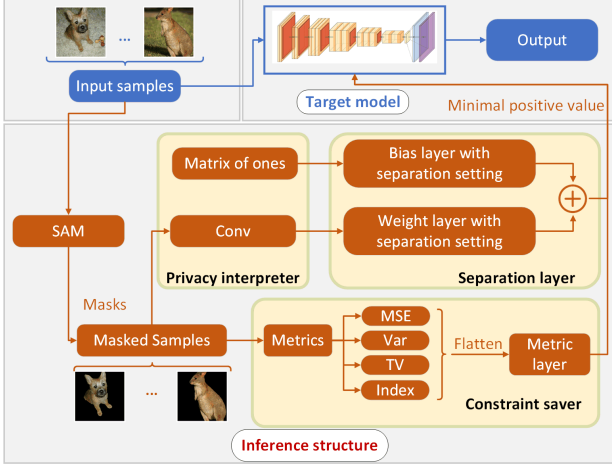 ...
Input samples
Output
Target model
Minimal positive value
Matrix of ones
Bias layer with
separation setting
SAM
Conv
Weight layer with
separation setting
Privacy interpreter
Separation layer
Masks
Masked Samples
Metrics
MSE
Var
TV
Index
Flatten
Metric
layer
...
Constraint saver
Inference structure